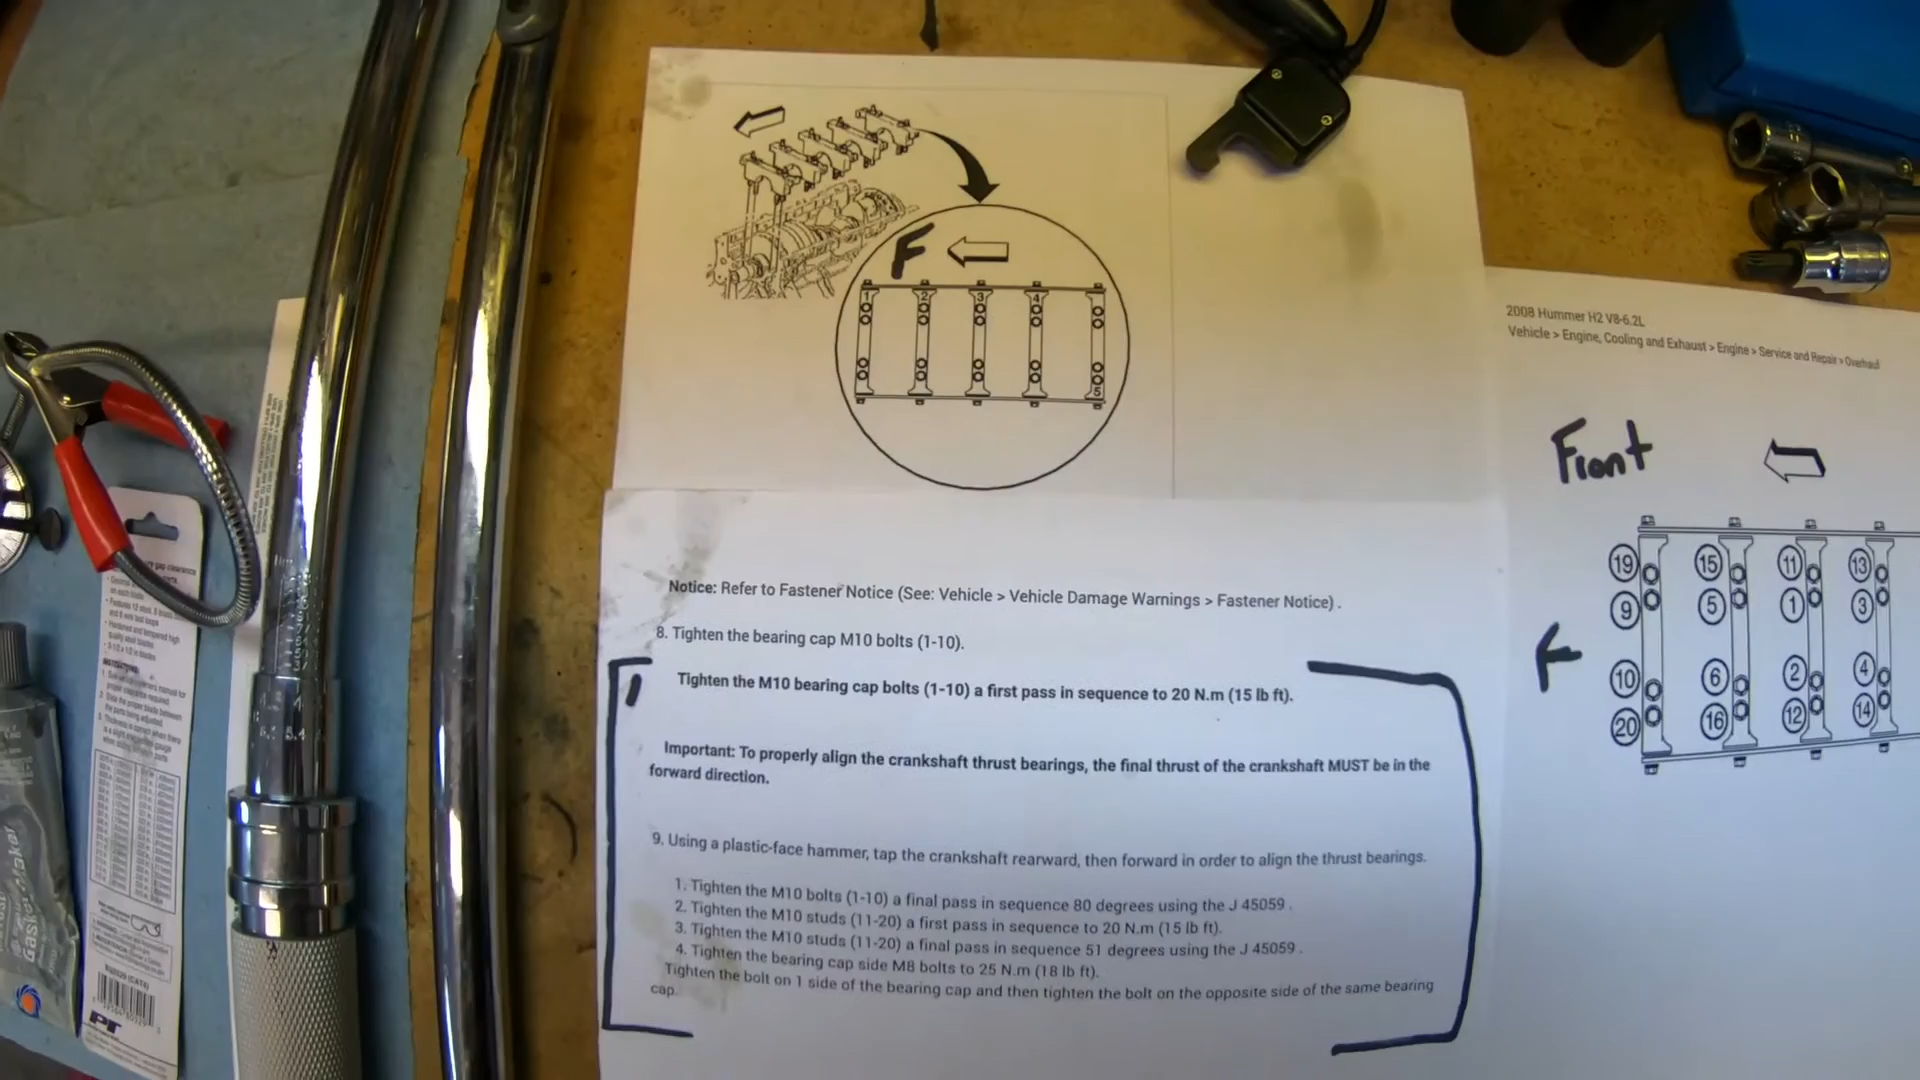 F
1 2 3 4
5
Notice: Refer to Fastener Notice (See: Vehicle > Vehicle Damage Warnings > Fastener Notice) .
8. Tighten the bearing cap M10 bolts (1-10).
1
Tighten the M10 bearing cap bolts (1-10) a first pass in sequence to 20 N.m (15 lb ft).
Important: To properly align the crankshaft thrust bearings, the final thrust of the crankshaft MUST be in the
forward direction.
9. Using a plastic-face hammer, tap the crankshaft rearward, then forward in order to align the thrust bearings.
1. Tighten the M10 bolts (1-10) a final pass in sequence 80 degrees using the J 45059 .
2. Tighten the M10 studs (11-20) a first pass in sequence to 20 N.m (15 lb ft).
3. Tighten the M10 studs (11-20) a final pass in sequence 51 degrees using the J 45059 .
4. Tighten the bearing cap side M8 bolts to 25 N.m (18 lb ft).
Tighten the bolt on 1 side of the bearing cap and then tighten the bolt on the opposite side of the same bearing
cap.
2008 Hummer H2 V8-6.2L
Vehicle > Engine, Cooling and Exhaust > Engine > Service and Repair > Overhaul
Front
19 15 11 13
9 5 1 3
F
10 6 2 4
20 16 12 14
gap clearance
PT